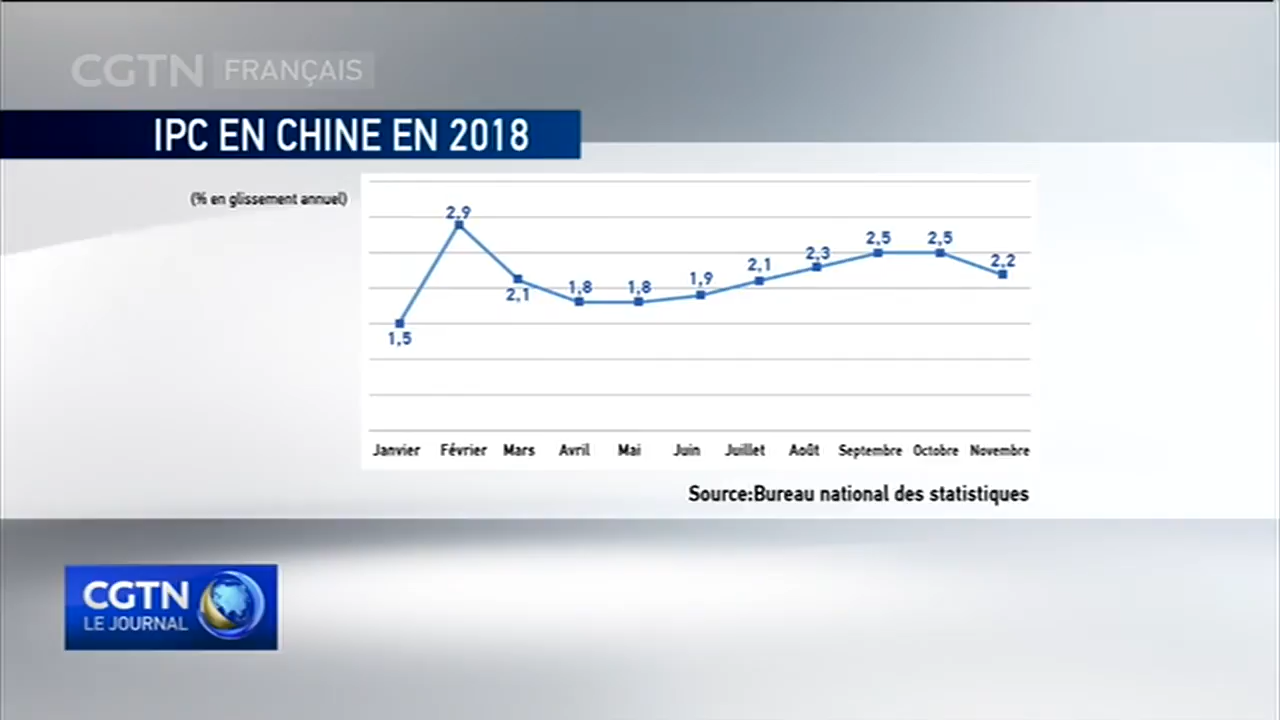 CGTN FRANÇAIS
IPC EN CHINE EN 2018
(% en glissement annuel)
2,9
2,5
2,5
2,3
2,2
2,1
1,9
1,8
1,8
2,1
1,5
Janvier Février Mars Avril Mai Juin Juillet Août Septembre Octobre Novembre
Source:Bureau national des statistiques
CGTN
LE JOURNAL